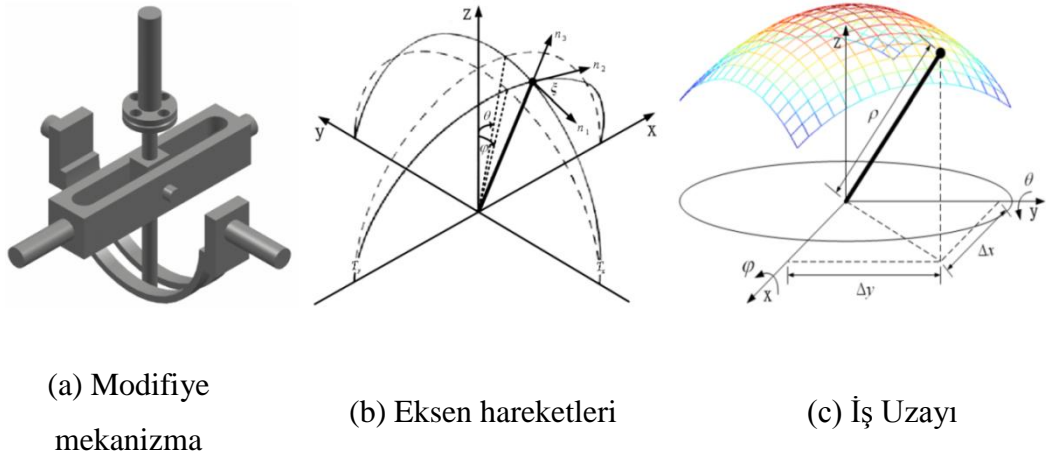 z
n₃
n₂
ξ
n₁
θ
φ
y
x
z
ρ
θ
y
φ
x
Δx
Δy
(a) Modifiye
mekanizma
(b) Eksen hareketleri
(c) İş Uzayı